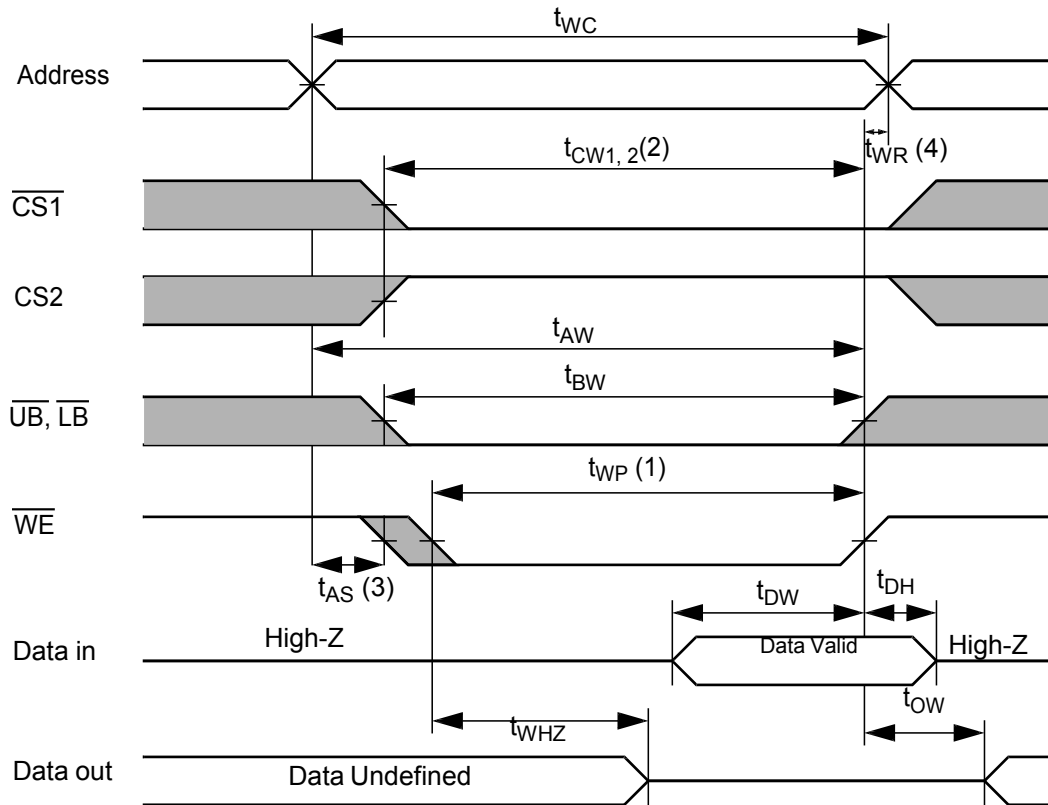 tWC
Address
tCW1, 2(2)
tWR (4)
CS1
CS2
tAW
tBW
UB, LB
tWP (1)
WE
tAS (3)
tDW
tDH
High-Z
Data Valid
High-Z
Data in
tOW
tWHZ
Data out
Data Undefined